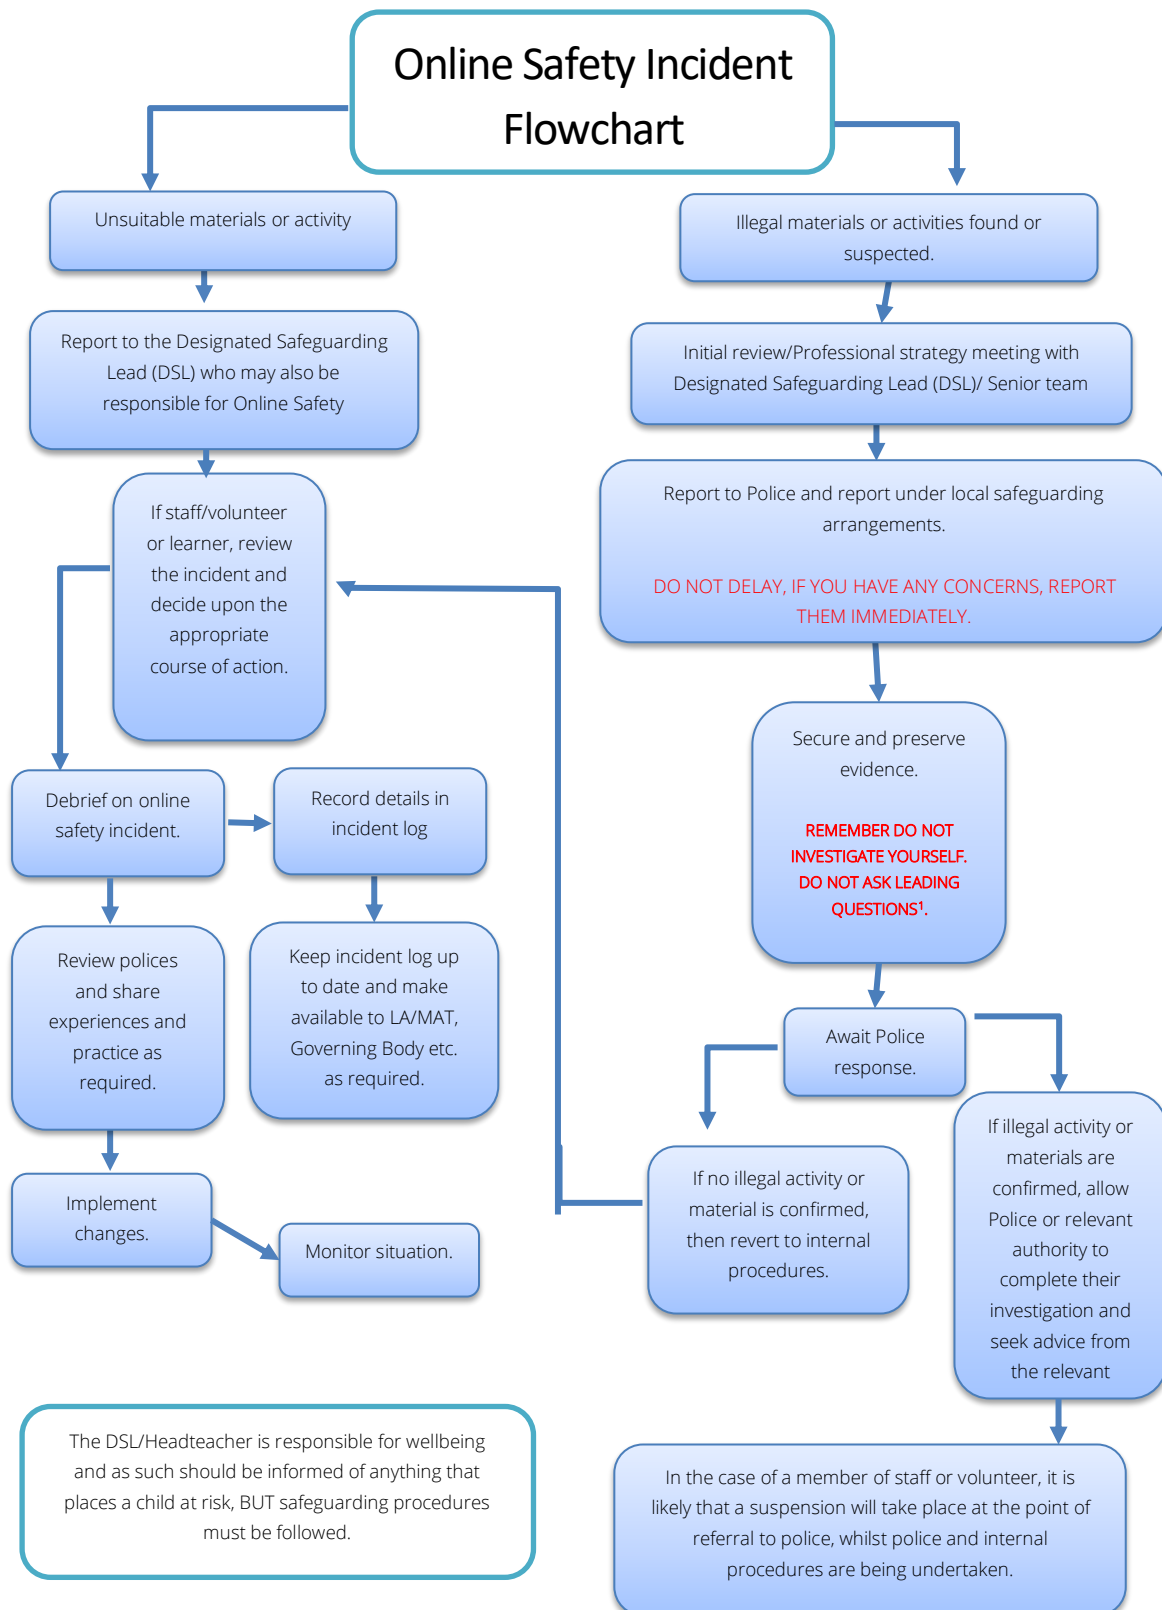 Online Safety Incident
Flowchart
Unsuitable materials or activity
Report to the Designated Safeguarding
Lead (DSL) who may also be
responsible for Online Safety
If staff/volunteer
or learner, review
the incident and
decide upon the
appropriate
course of action.
Debrief on online
safety incident.
Record details in
incident log
Review polices
and share
experiences and
practice as
required.
Keep incident log up
to date and make
available to LA/MAT,
Governing Body etc.
as required.
Implement
changes.
Monitor situation.
Illegal materials or activities found or
suspected.
Initial review/Professional strategy meeting with
Designated Safeguarding Lead (DSL)/ Senior team
Report to Police and report under local safeguarding
arrangements.
DO NOT DELAY, IF YOU HAVE ANY CONCERNS, REPORT
THEM IMMEDIATELY.
Secure and preserve
evidence.
REMEMBER DO NOT
INVESTIGATE YOURSELF.
DO NOT ASK LEADING
QUESTIONS¹.
Await Police
response.
If no illegal activity or
material is confirmed,
then revert to internal
procedures.
If illegal activity or
materials are
confirmed, allow
Police or relevant
authority to
complete their
investigation and
seek advice from
the relevant
In the case of a member of staff or volunteer, it is
likely that a suspension will take place at the point of
referral to police, whilst police and internal
procedures are being undertaken.
The DSL/Headteacher is responsible for wellbeing
and as such should be informed of anything that
places a child at risk, BUT safeguarding procedures
must be followed.